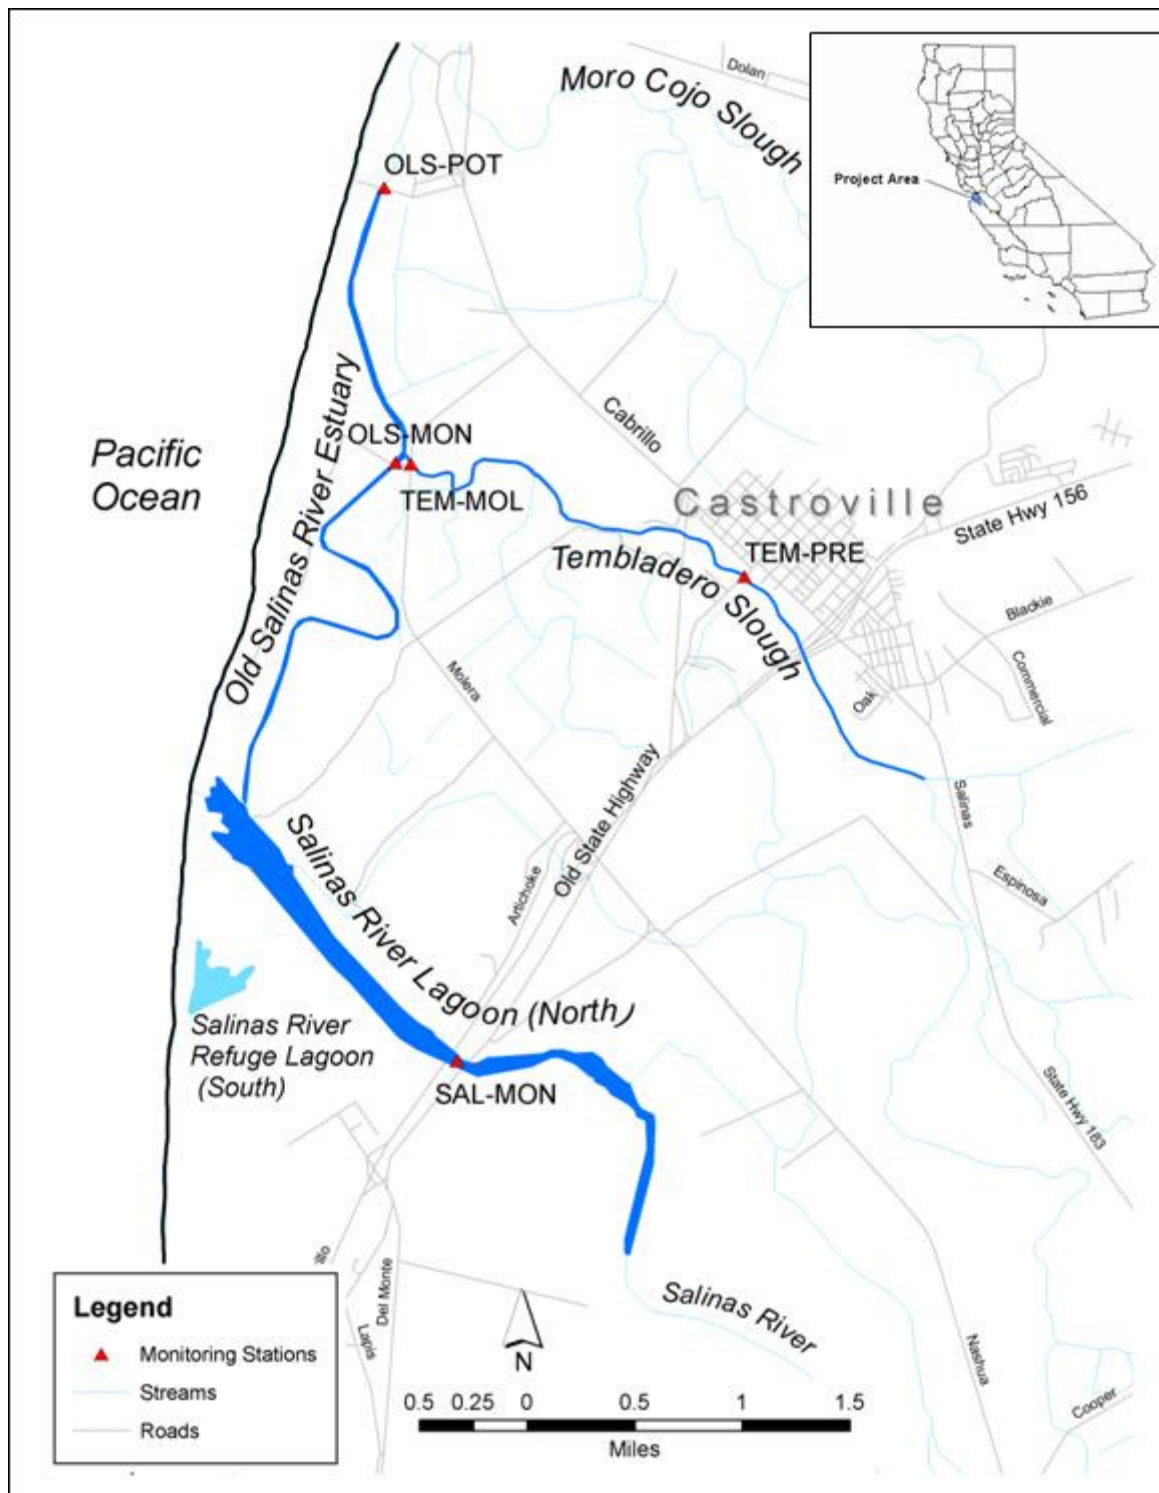 Dolan
Moro Cojo Slough
Project Area
OLS-POT
Cabrillo
Pacific
Ocean
Old Salinas River Estuary
OLS-MON
TEM-MOL
Castroville
State Hwy 156
TEM-PRE
Tembladero Slough
Blackie
Commercial
Oak
Molera
Salinas
Old State Highway
Artichoke
Espinosa
Salinas River Lagoon (North)
Salinas River
Refuge Lagoon
(South)
SAL-MON
State Hwy 183
illo
Del Monte
Lapis
Salinas River
Nashua
Cooper
Legend
Monitoring Stations
Streams
Roads
N
0.5 0.25 0 0.5 1 1.5
Miles